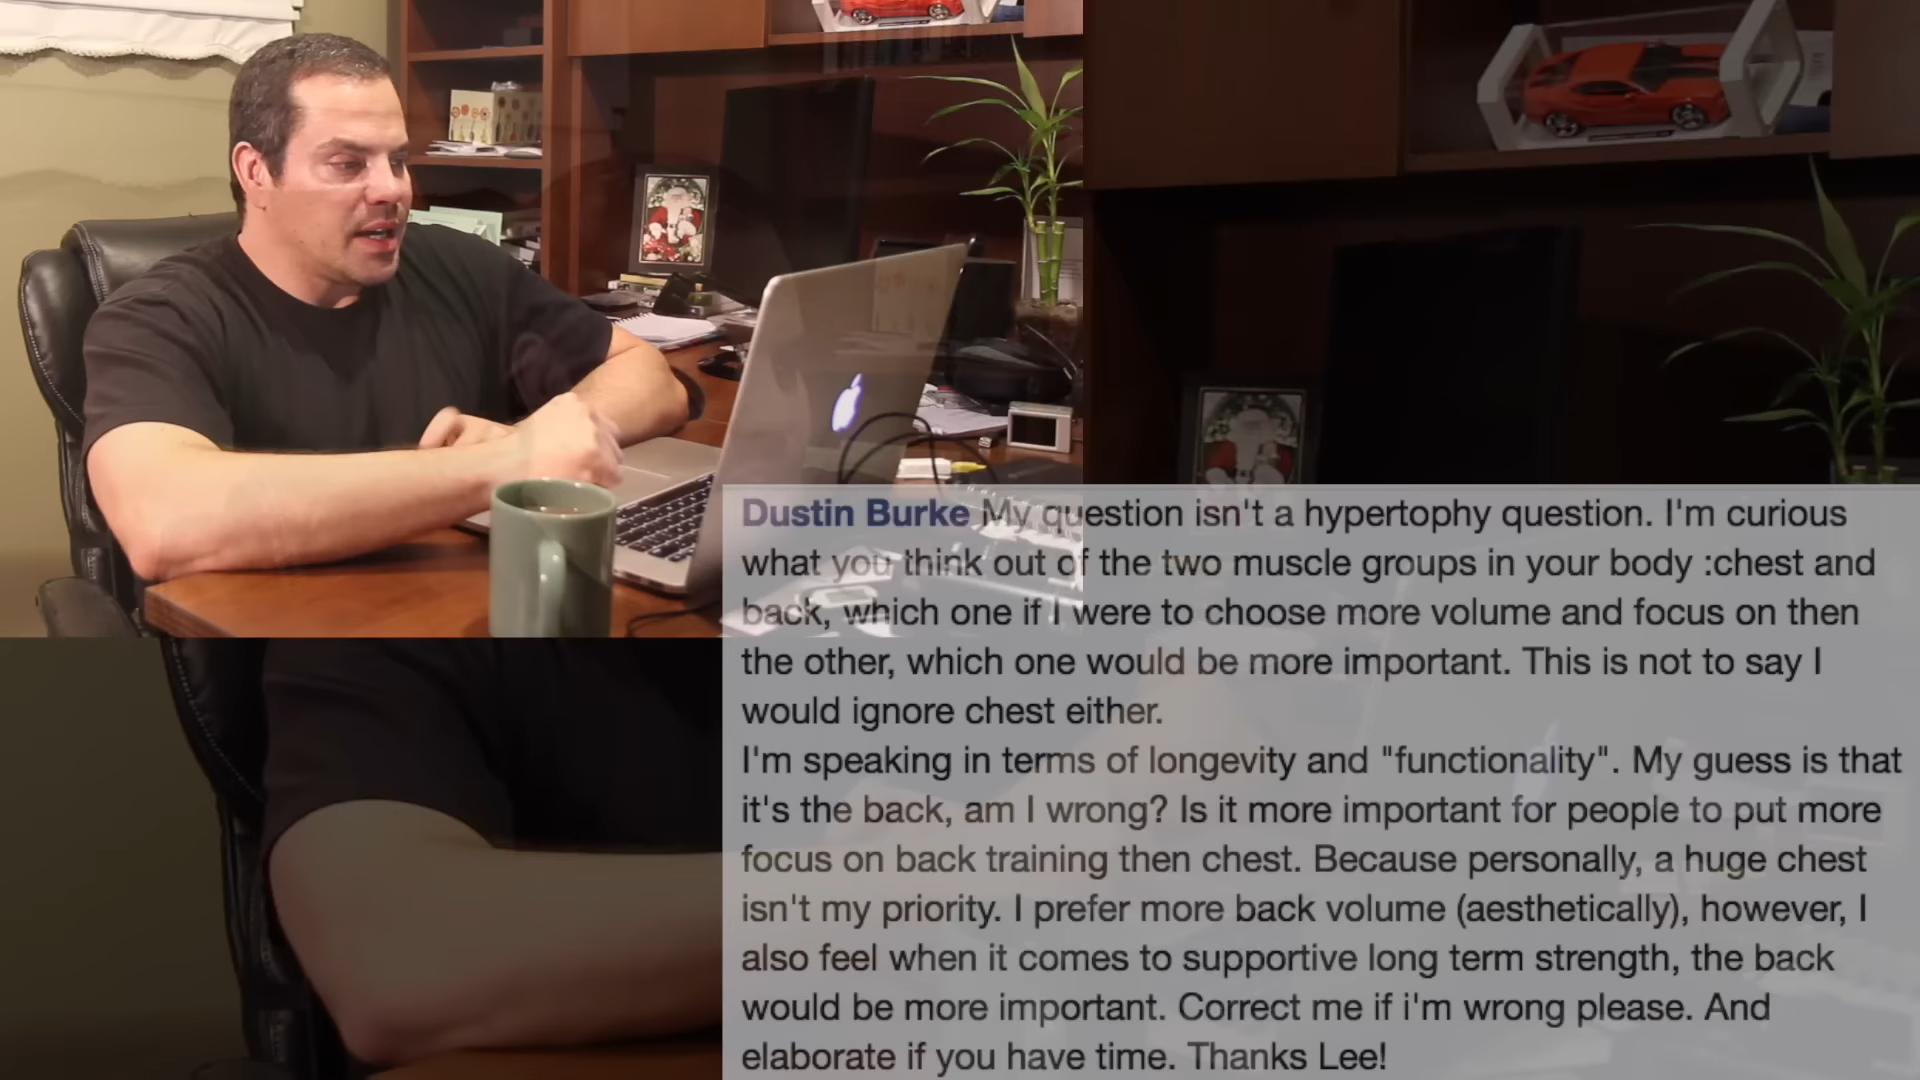 Dustin Burke My question isn't a hypertophy question. I'm curious
what you think out of the two muscle groups in your body :chest and
back, which one if I were to choose more volume and focus on then
the other, which one would be more important. This is not to say I
would ignore chest either.
I'm speaking in terms of longevity and "functionality". My guess is that
it's the back, am I wrong? Is it more important for people to put more
focus on back training then chest. Because personally, a huge chest
isn't my priority. I prefer more back volume (aesthetically), however, I
also feel when it comes to supportive long term strength, the back
would be more important. Correct me if i'm wrong please. And
elaborate if you have time. Thanks Lee!